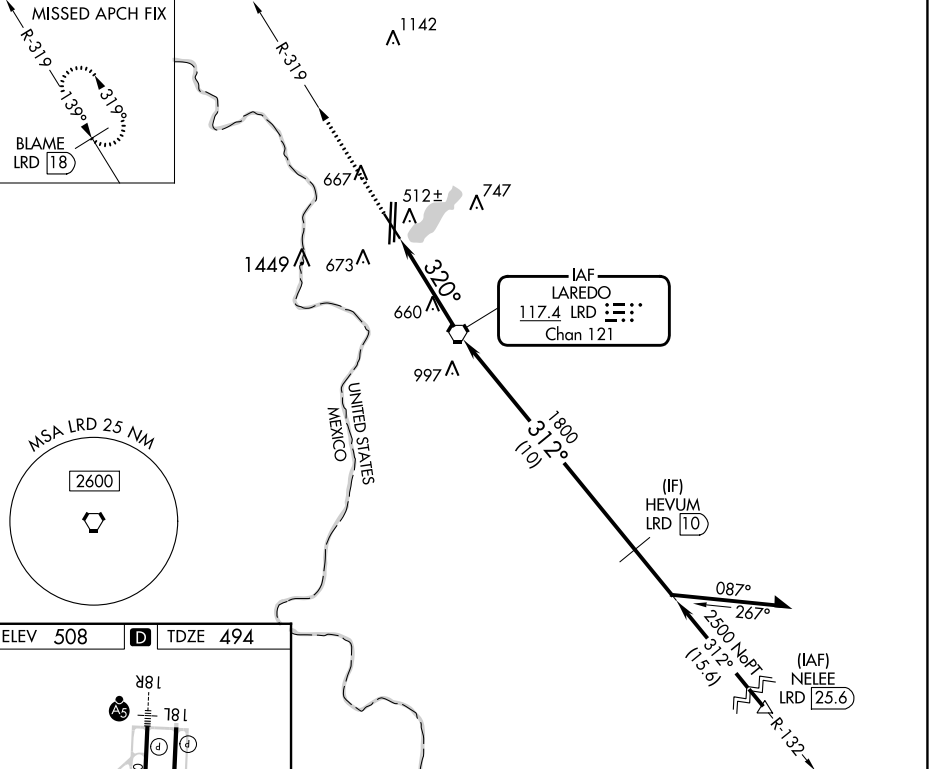 MISSED APCH FIX
R-319
139°
319°
BLAME
LRD 18
R-319
1142
667
512±
747
1449
673
320°
660
997
IAF
LAREDO
117.4 LRD
Chan 121
UNITED STATES
MEXICO
1800
312°
(10)
MSA LRD 25 NM
2600
(IF)
HEVUM
LRD 10
087°
267°
2500 NoPT
312°
(15.6)
(IAF)
NELEE
LRD 25.6
R-132
ELEV 508
D
TDZE 494
18R
18L
A5
P
P